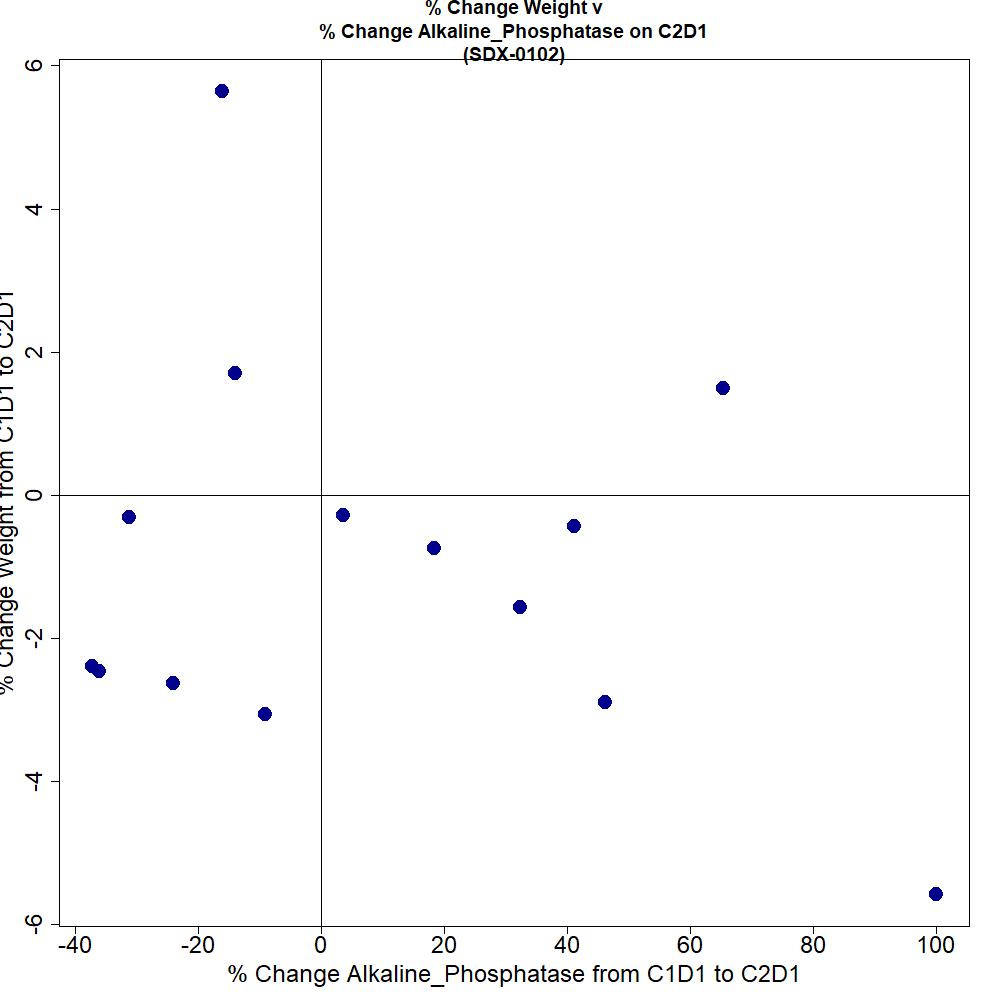 % Change Weight v
% Change Alkaline_Phosphatase on C2D1
(SDX-0102)
6
4
2
0
-2
-4
-6
% Change Weight from C1D1 to C2D1
-40 -20 0 20 40 60 80 100
% Change Alkaline_Phosphatase from C1D1 to C2D1